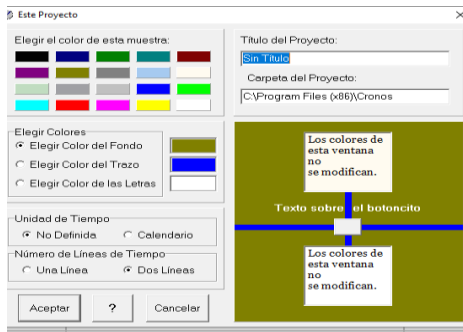 Este Proyecto
Elegir el color de esta muestra:
Título del Proyecto:
Sin Título
Carpeta del Proyecto:
C:\Program Files (x86)\Cronos
Elegir Colores
Elegir Color del Fondo
Elegir Color del Trazo
Elegir Color de las Letras
Unidad de Tiempo
No Definida
Calendario
Número de Líneas de Tiempo
Una Línea
Dos Líneas
Aceptar
?
Cancelar
Los colores de
esta ventana
no
se modifican.
Texto sobre el botoncito
Los colores de
esta ventana
no
se modifican.